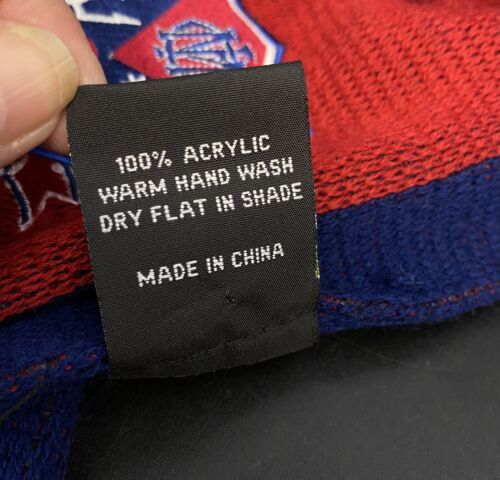 100% ACRYLIC
WARM HAND WASH
DRY FLAT IN SHADE
MADE IN CHINA